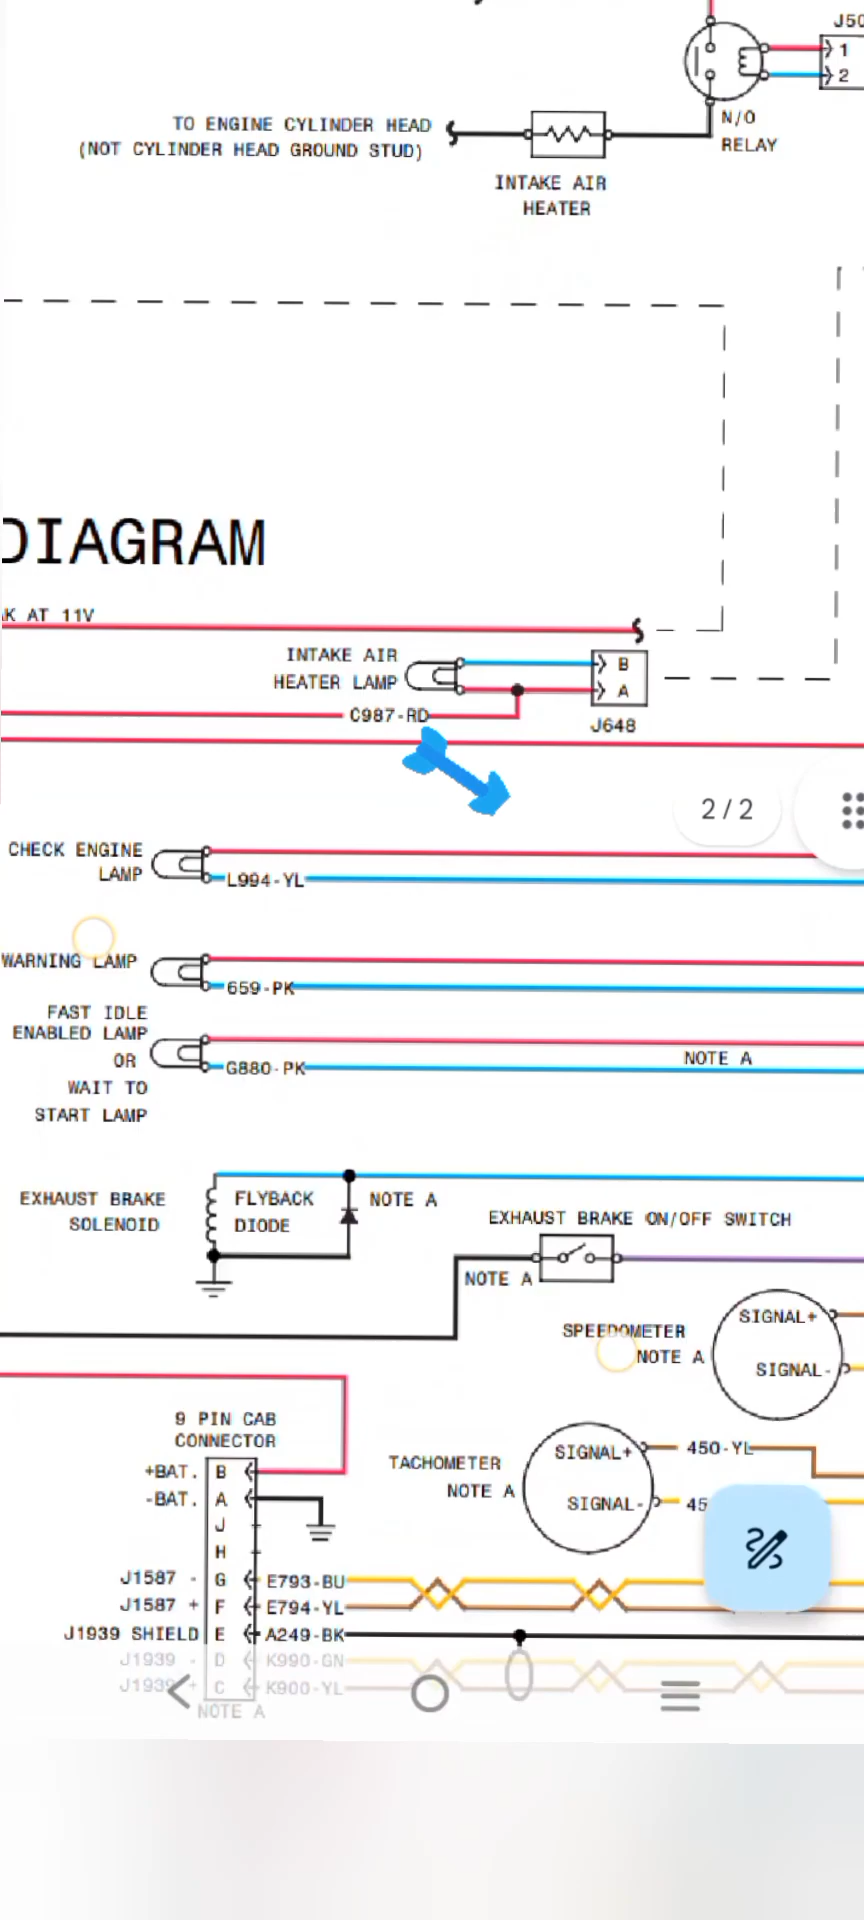 J50
1
2
N/O
RELAY
TO ENGINE CYLINDER HEAD
(NOT CYLINDER HEAD GROUND STUD)
INTAKE AIR
HEATER
DIAGRAM
AK AT 11V
INTAKE AIR
HEATER LAMP
B
A
C987-RD
J648
2 / 2
CHECK ENGINE
LAMP
L994-YL
WARNING LAMP
659-PK
FAST IDLE
ENABLED LAMP
OR
WAIT TO
START LAMP
G880-PK
NOTE A
EXHAUST BRAKE
SOLENOID
FLYBACK
DIODE
NOTE A
EXHAUST BRAKE ON/OFF SWITCH
NOTE A
SPEEDOMETER
NOTE A
SIGNAL+
SIGNAL-
9 PIN CAB
CONNECTOR
TACHOMETER
NOTE A
SIGNAL+
450-YL
SIGNAL-
45
+BAT. B
-BAT. A
J
H
J1587 - G E793-BU
J1587 + F E794-YL
J1939 SHIELD E A249-BK
J1939 - D K990-GN
J1939 + C K900-YL
NOTE A